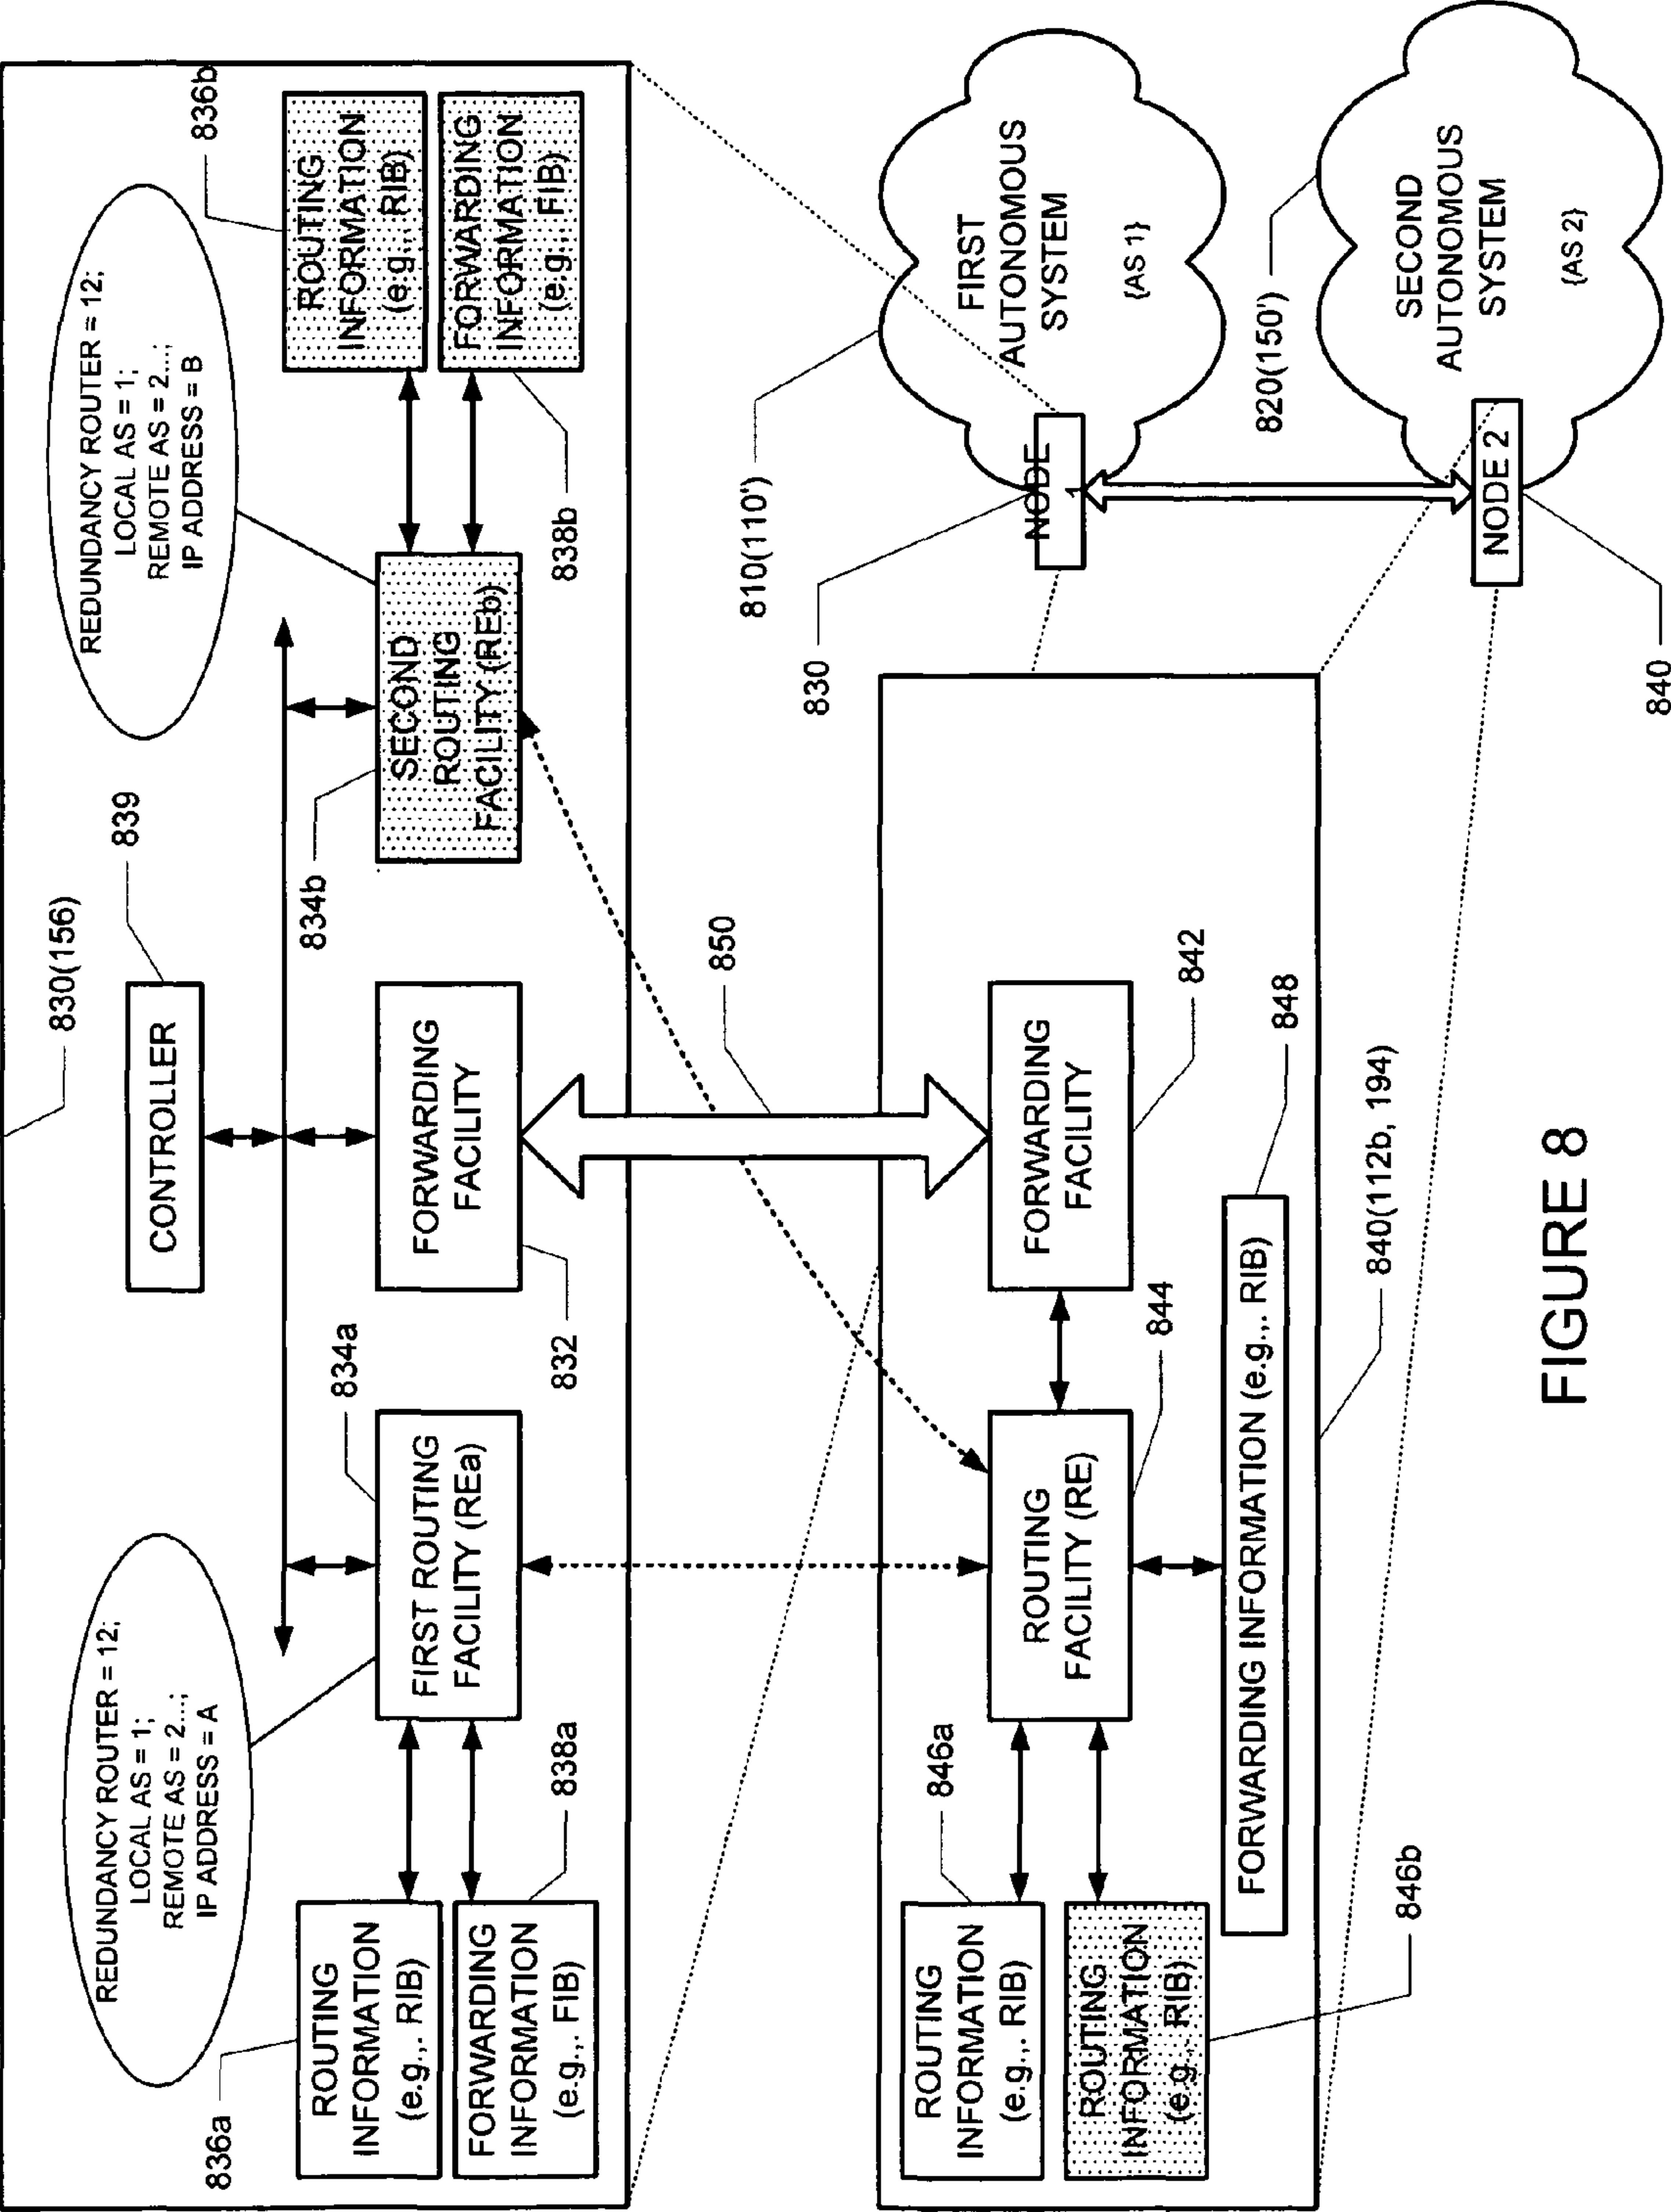 830(156)
CONTROLLER
839
REDUNDANCY ROUTER = 12;
LOCAL AS = 1;
REMOTE AS = 2...;
IP ADDRESS = A
REDUNDANCY ROUTER = 12;
LOCAL AS = 1;
REMOTE AS = 2...;
IP ADDRESS = B
836a
ROUTING
INFORMATION
(e.g., RIB)
FORWARDING
INFORMATION
(e.g., FIB)
838a
834a
FIRST ROUTING
FACILITY (REa)
FORWARDING
FACILITY
832
834b
SECOND
ROUTING
FACILITY (REb)
836b
ROUTING
INFORMATION
(e.g., RIB)
FORWARDING
INFORMATION
(e.g., FIB)
838b
850
ROUTING
INFORMATION
(e.g., RIB)
846a
ROUTING
INFORMATION
(e.g., RIB)
846b
ROUTING
FACILITY (RE)
844
FORWARDING
FACILITY
842
FORWARDING INFORMATION (e.g., RIB)
848
840(112b, 194)
810(110')
830
NODE
1
FIRST
AUTONOMOUS
SYSTEM
{AS 1}
820(150')
NODE 2
840
SECOND
AUTONOMOUS
SYSTEM
{AS 2}
FIGURE 8